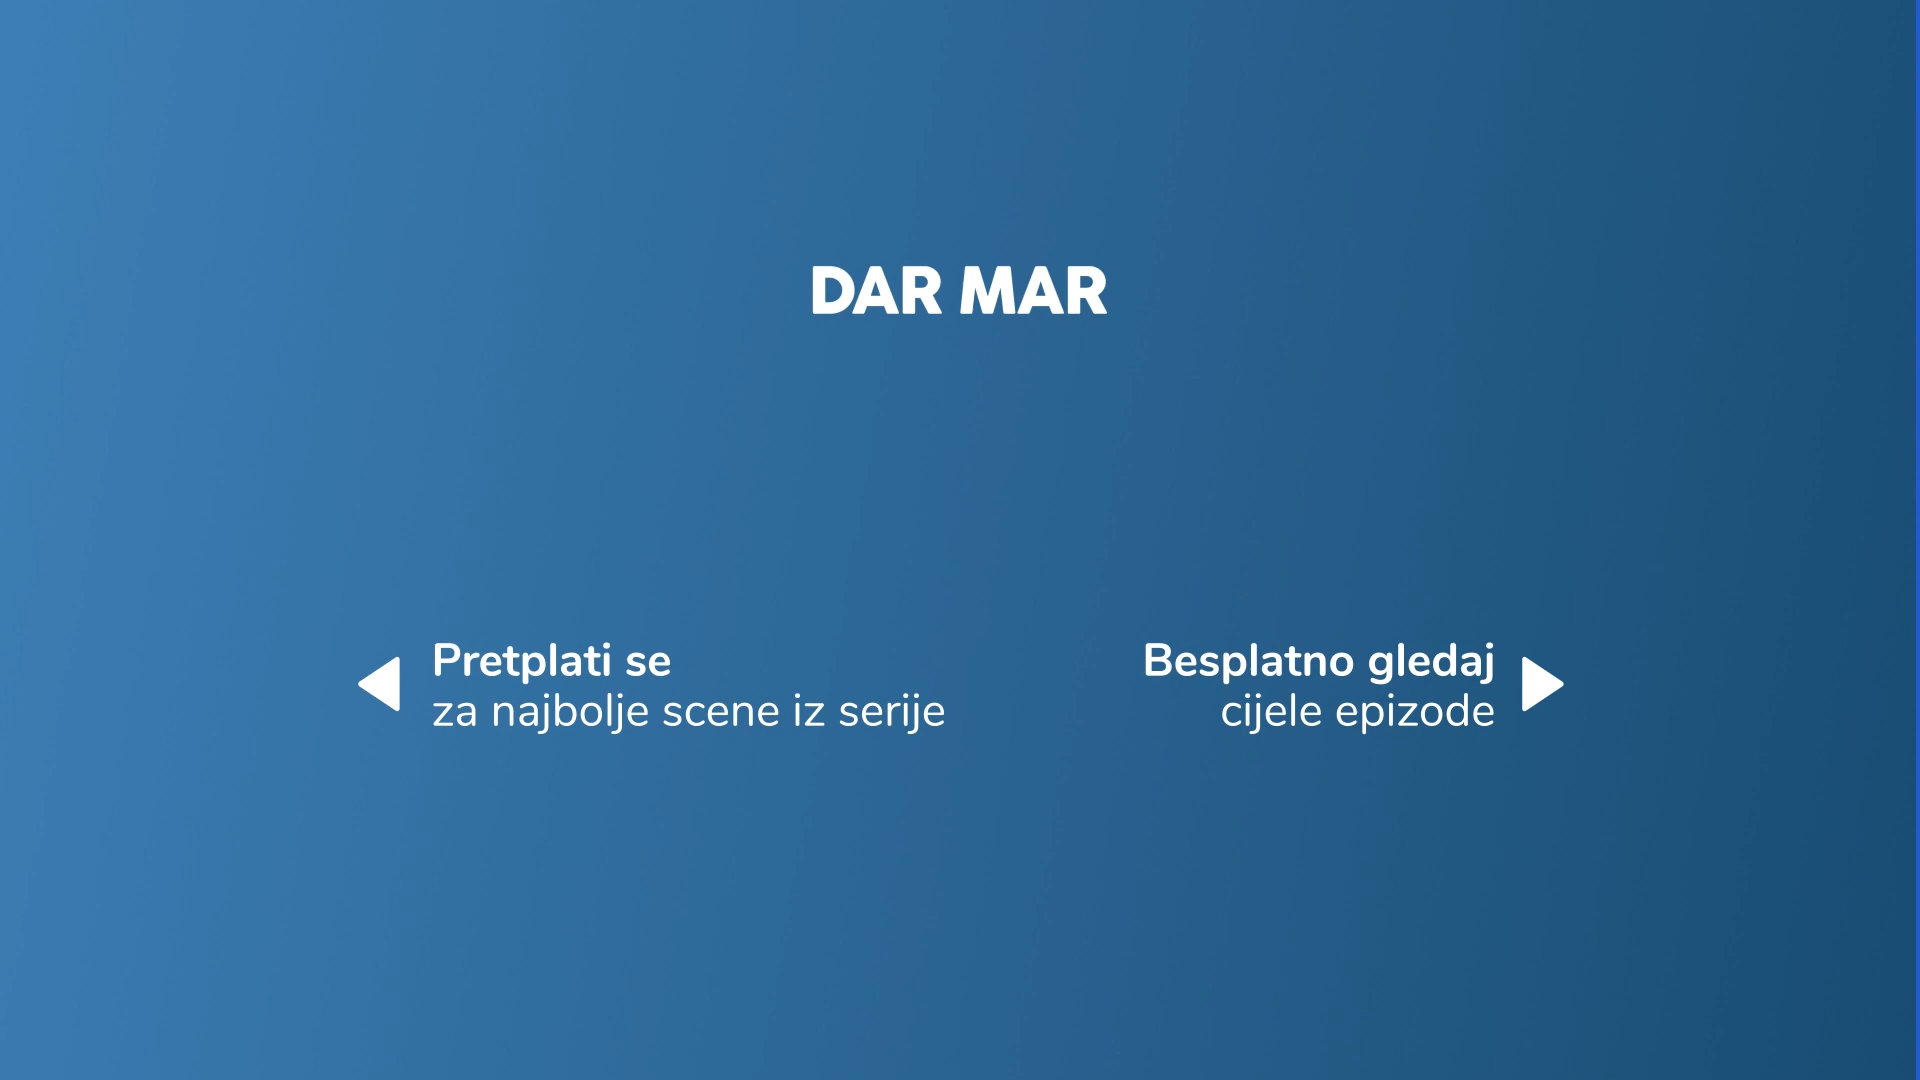 DAR MAR
Pretplati se
za najbolje scene iz serije
Besplatno gledaj
cijele epizode